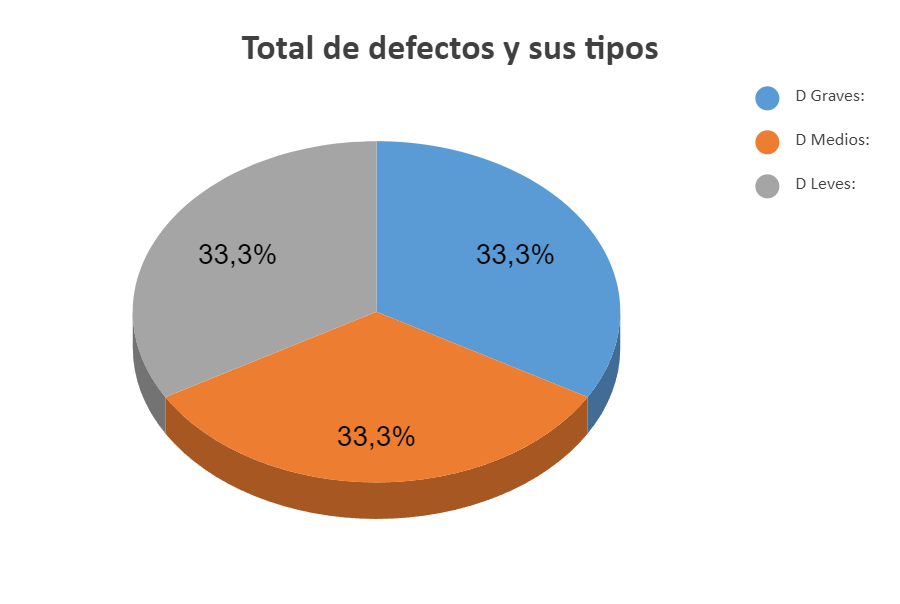 Total de defectos y sus tipos
D Graves:
D Medios:
D Leves:
33,3%
33,3%
33,3%